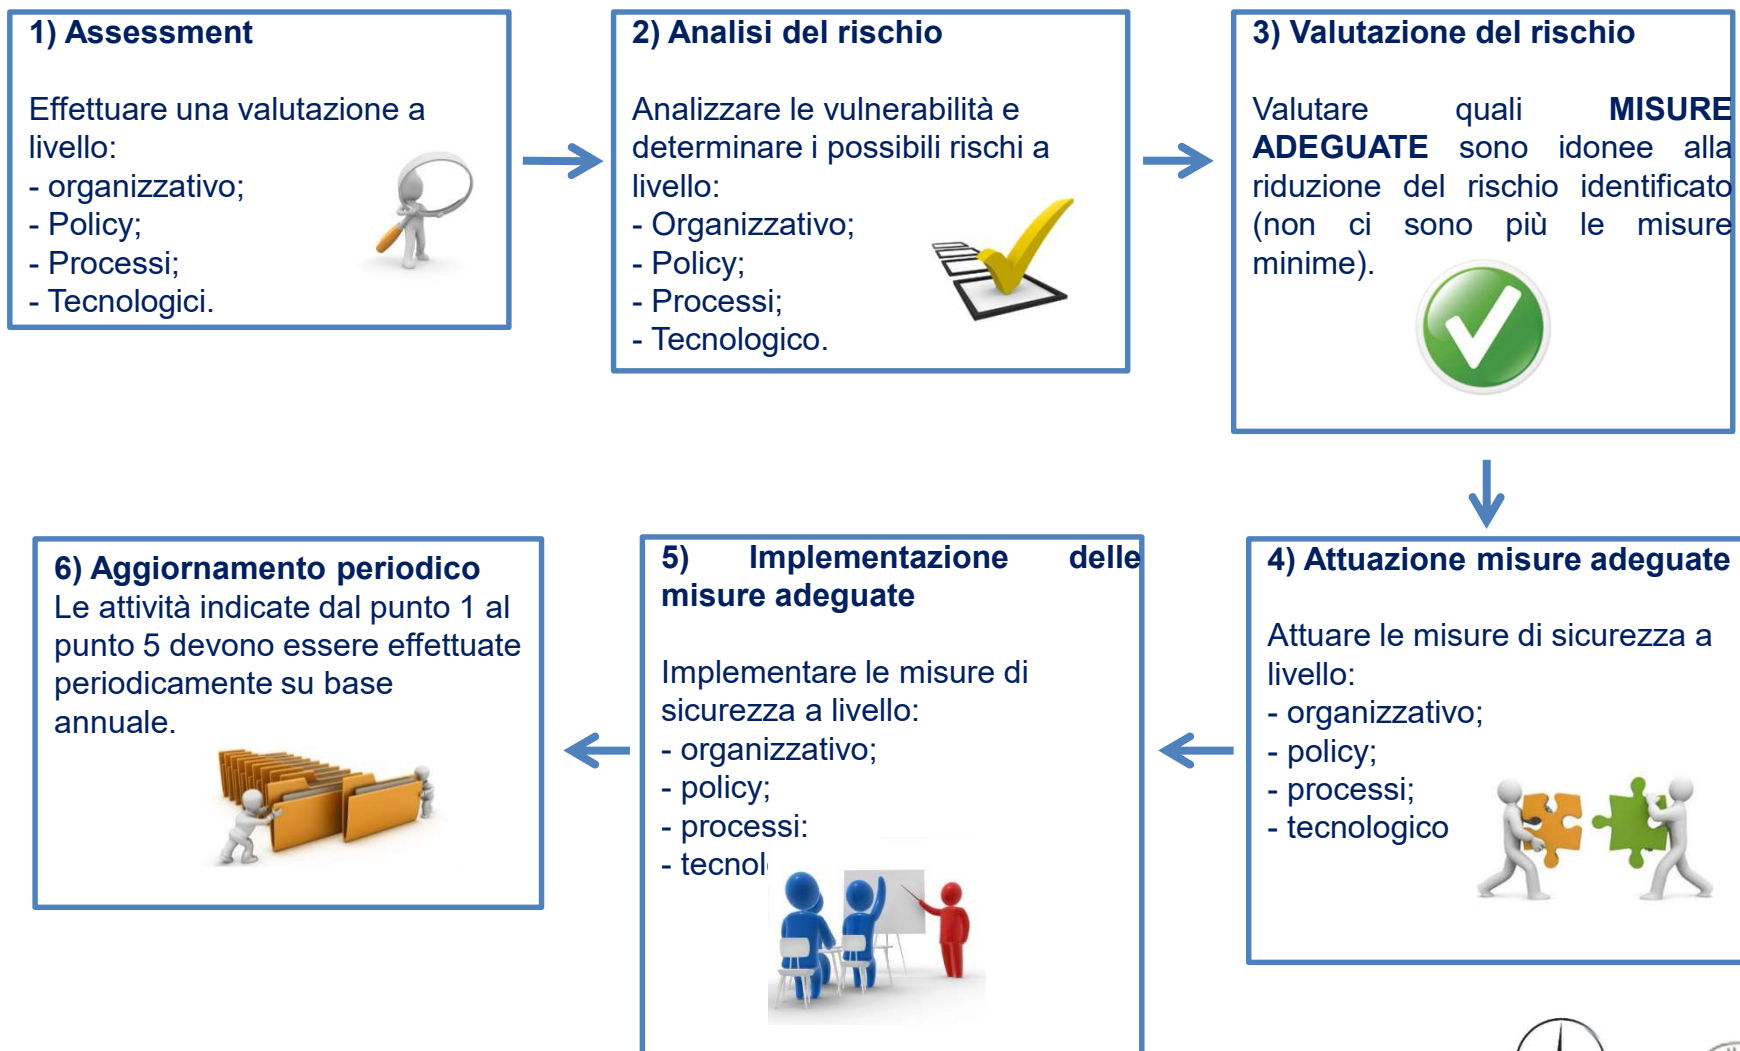 1) Assessment
Effettuare una valutazione a
livello:
- organizzativo;
- Policy;
- Processi;
- Tecnologici.
2) Analisi del rischio
Analizzare le vulnerabilità e
determinare i possibili rischi a
livello:
- Organizzativo;
- Policy;
- Processi;
- Tecnologico.
3) Valutazione del rischio
Valutare quali MISURE
ADEGUATE sono idonee alla
riduzione del rischio identificato
(non ci sono più le misure
minime).
4) Attuazione misure adeguate
Attuare le misure di sicurezza a
livello:
- organizzativo;
- policy;
- processi;
- tecnologico
5) Implementazione delle
misure adeguate
Implementare le misure di
sicurezza a livello:
- organizzativo;
- policy;
- processi:
6) Aggiornamento periodico
Le attività indicate dal punto 1 al
punto 5 devono essere effettuate
periodicamente su base
annuale.